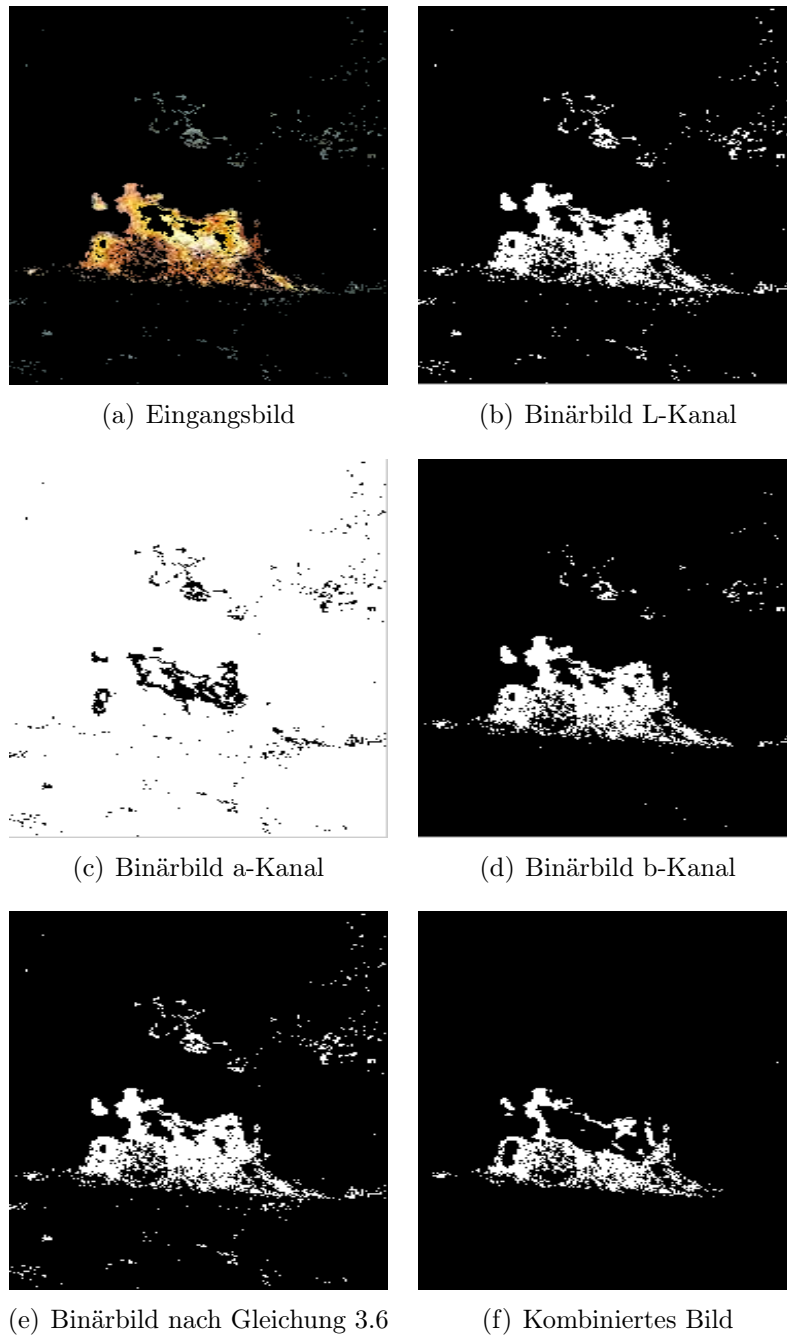 (a) Eingangsbild
(b) Binärbild L-Kanal
(c) Binärbild a-Kanal
(d) Binärbild b-Kanal
(e) Binärbild nach Gleichung 3.6
(f) Kombiniertes Bild